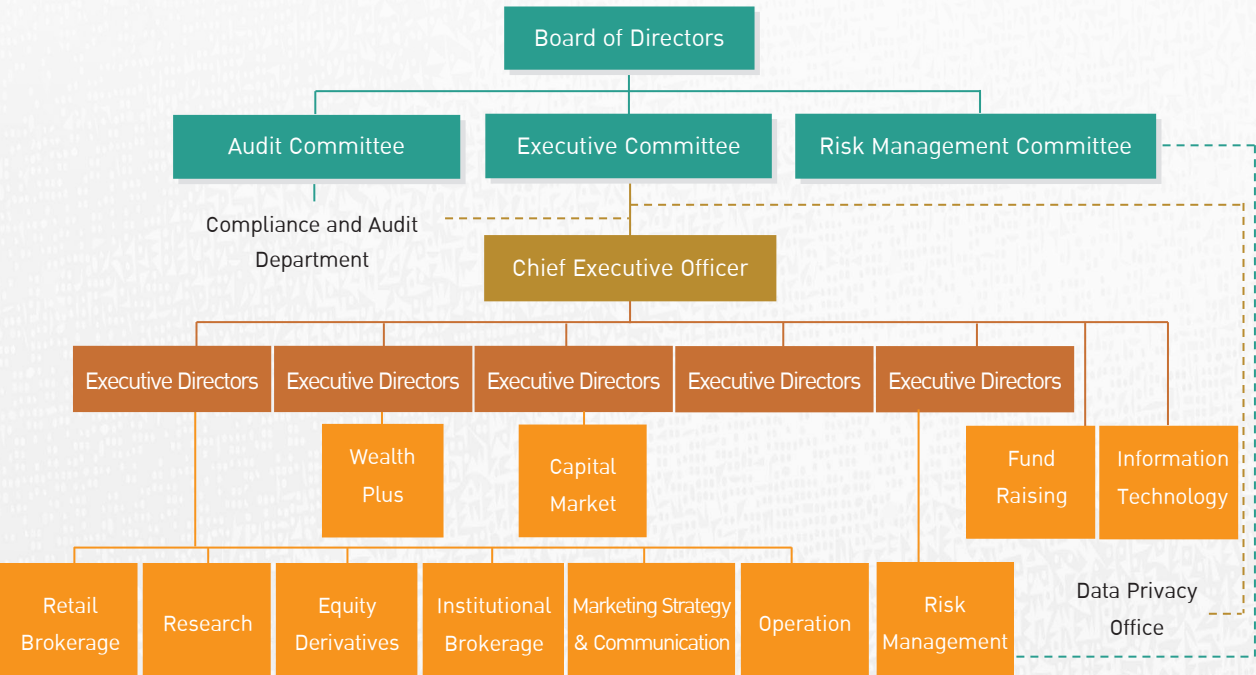 Board of Directors
Audit Committee
Executive Committee
Risk Management Committee
Compliance and Audit
Department
Chief Executive Officer
Executive Directors
Executive Directors
Executive Directors
Executive Directors
Executive Directors
Wealth
Plus
Capital
Market
Fund
Raising
Information
Technology
Retail
Brokerage
Research
Equity
Derivatives
Institutional
Brokerage
Marketing Strategy
& Communication
Operation
Risk
Management
Data Privacy
Office